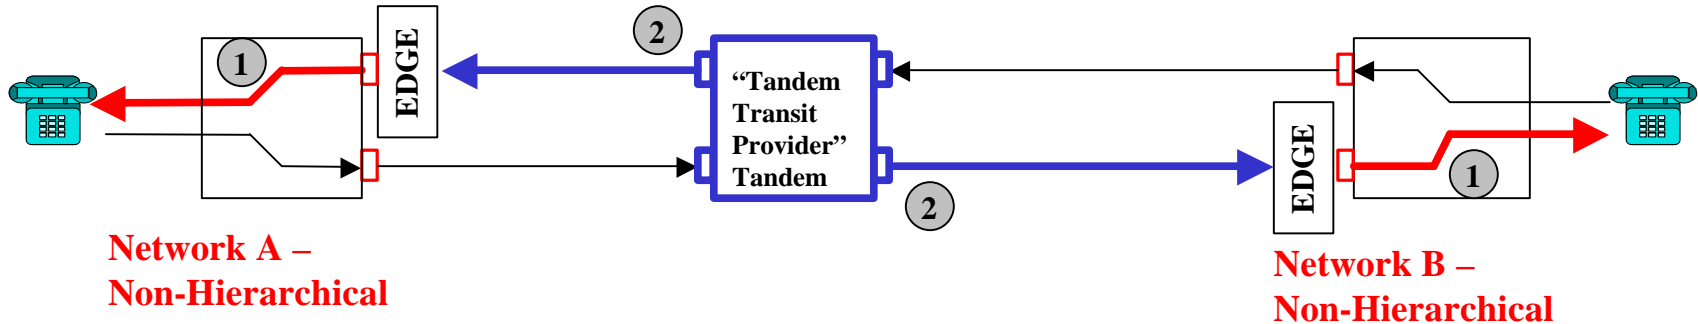 1
EDGE
2
“Tandem
Transit
Provider”
Tandem
2
EDGE
1
Network A –
Non-Hierarchical
Network B –
Non-Hierarchical